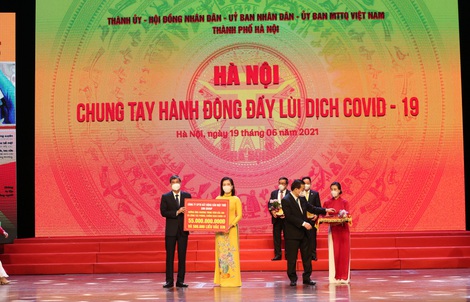 THÀNH ỦY - HỘI ĐỒNG NHÂN DÂN - ỦY BAN NHÂN DÂN - ỦY BAN MTTQ VIỆT NAM
THÀNH PHỐ HÀ NỘI
HÀ NỘI
CHUNG TAY HÀNH ĐỘNG ĐẨY LÙI DỊCH COVID - 19
Hà Nội, ngày 19 tháng 06 năm 2021